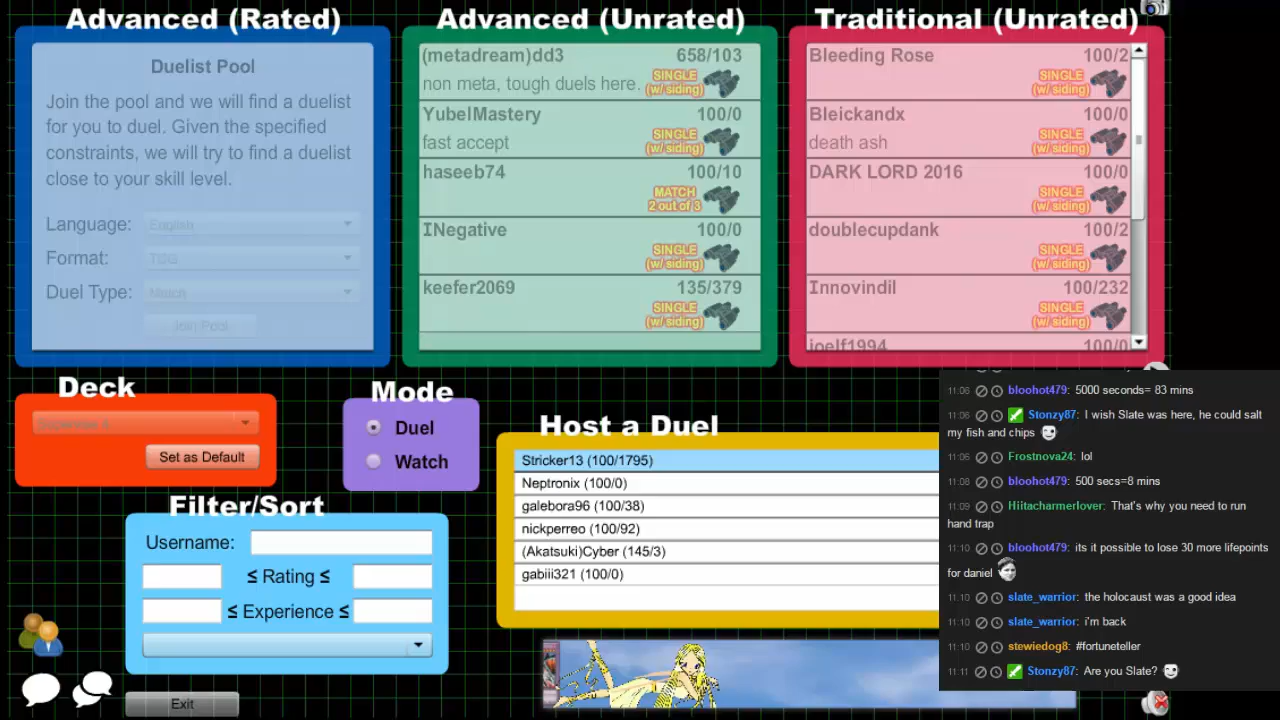 Advanced (Rated)
Duelist Pool
Join the pool and we will find a duelist
for you to duel. Given the specified
constraints, we will try to find a duelist
close to your skill level.
Language: English
Format:
Duel Type: Match
Join Pool
Advanced (Unrated)
(metadream)dd3 658/103
non meta, tough duels here. SINGLE
(w/ siding)
YubelMastery 100/0
fast accept SINGLE
(w/ siding)
haseeb74 100/10
MATCH
2 out of 3
INegative 100/0
SINGLE
(w/ siding)
keefer2069 135/379
SINGLE
(w/ siding)
Traditional (Unrated)
Bleeding Rose 100/2
SINGLE
(w/ siding)
Bleickandx 100/0
death ash SINGLE
(w/ siding)
DARK LORD 2016 100/0
SINGLE
(w/ siding)
doublecupdank 100/2
SINGLE
(w/ siding)
Innovindil 100/232
SINGLE
(w/ siding)
joelf1994 100/0
Deck
Set as Default
Mode
Duel
Watch
Filter/Sort
Username:
≤ Rating ≤
≤ Experience ≤
Exit
Host a Duel
Stricker13 (100/1795)
Neptronix (100/0)
galebora96 (100/38)
nickperreo (100/92)
(Akatsuki)Cyber (145/3)
gabiii321 (100/0)
11:06 bloohot479: 5000 seconds= 83 mins
11:06 Stonzy87: I wish Slate was here, he could salt
my fish and chips
11:06 Frostnova24: lol
11:08 bloohot479: 500 secs=8 mins
11:09 Hiitacharmerlover: That's why you need to run
hand trap
11:10 bloohot479: its it possible to lose 30 more lifepoints
for daniel
11:10 slate_warrior: the holocaust was a good idea
11:10 slate_warrior: i'm back
11:10 stewiedog8: #fortuneteller
11:11 Stonzy87: Are you Slate?